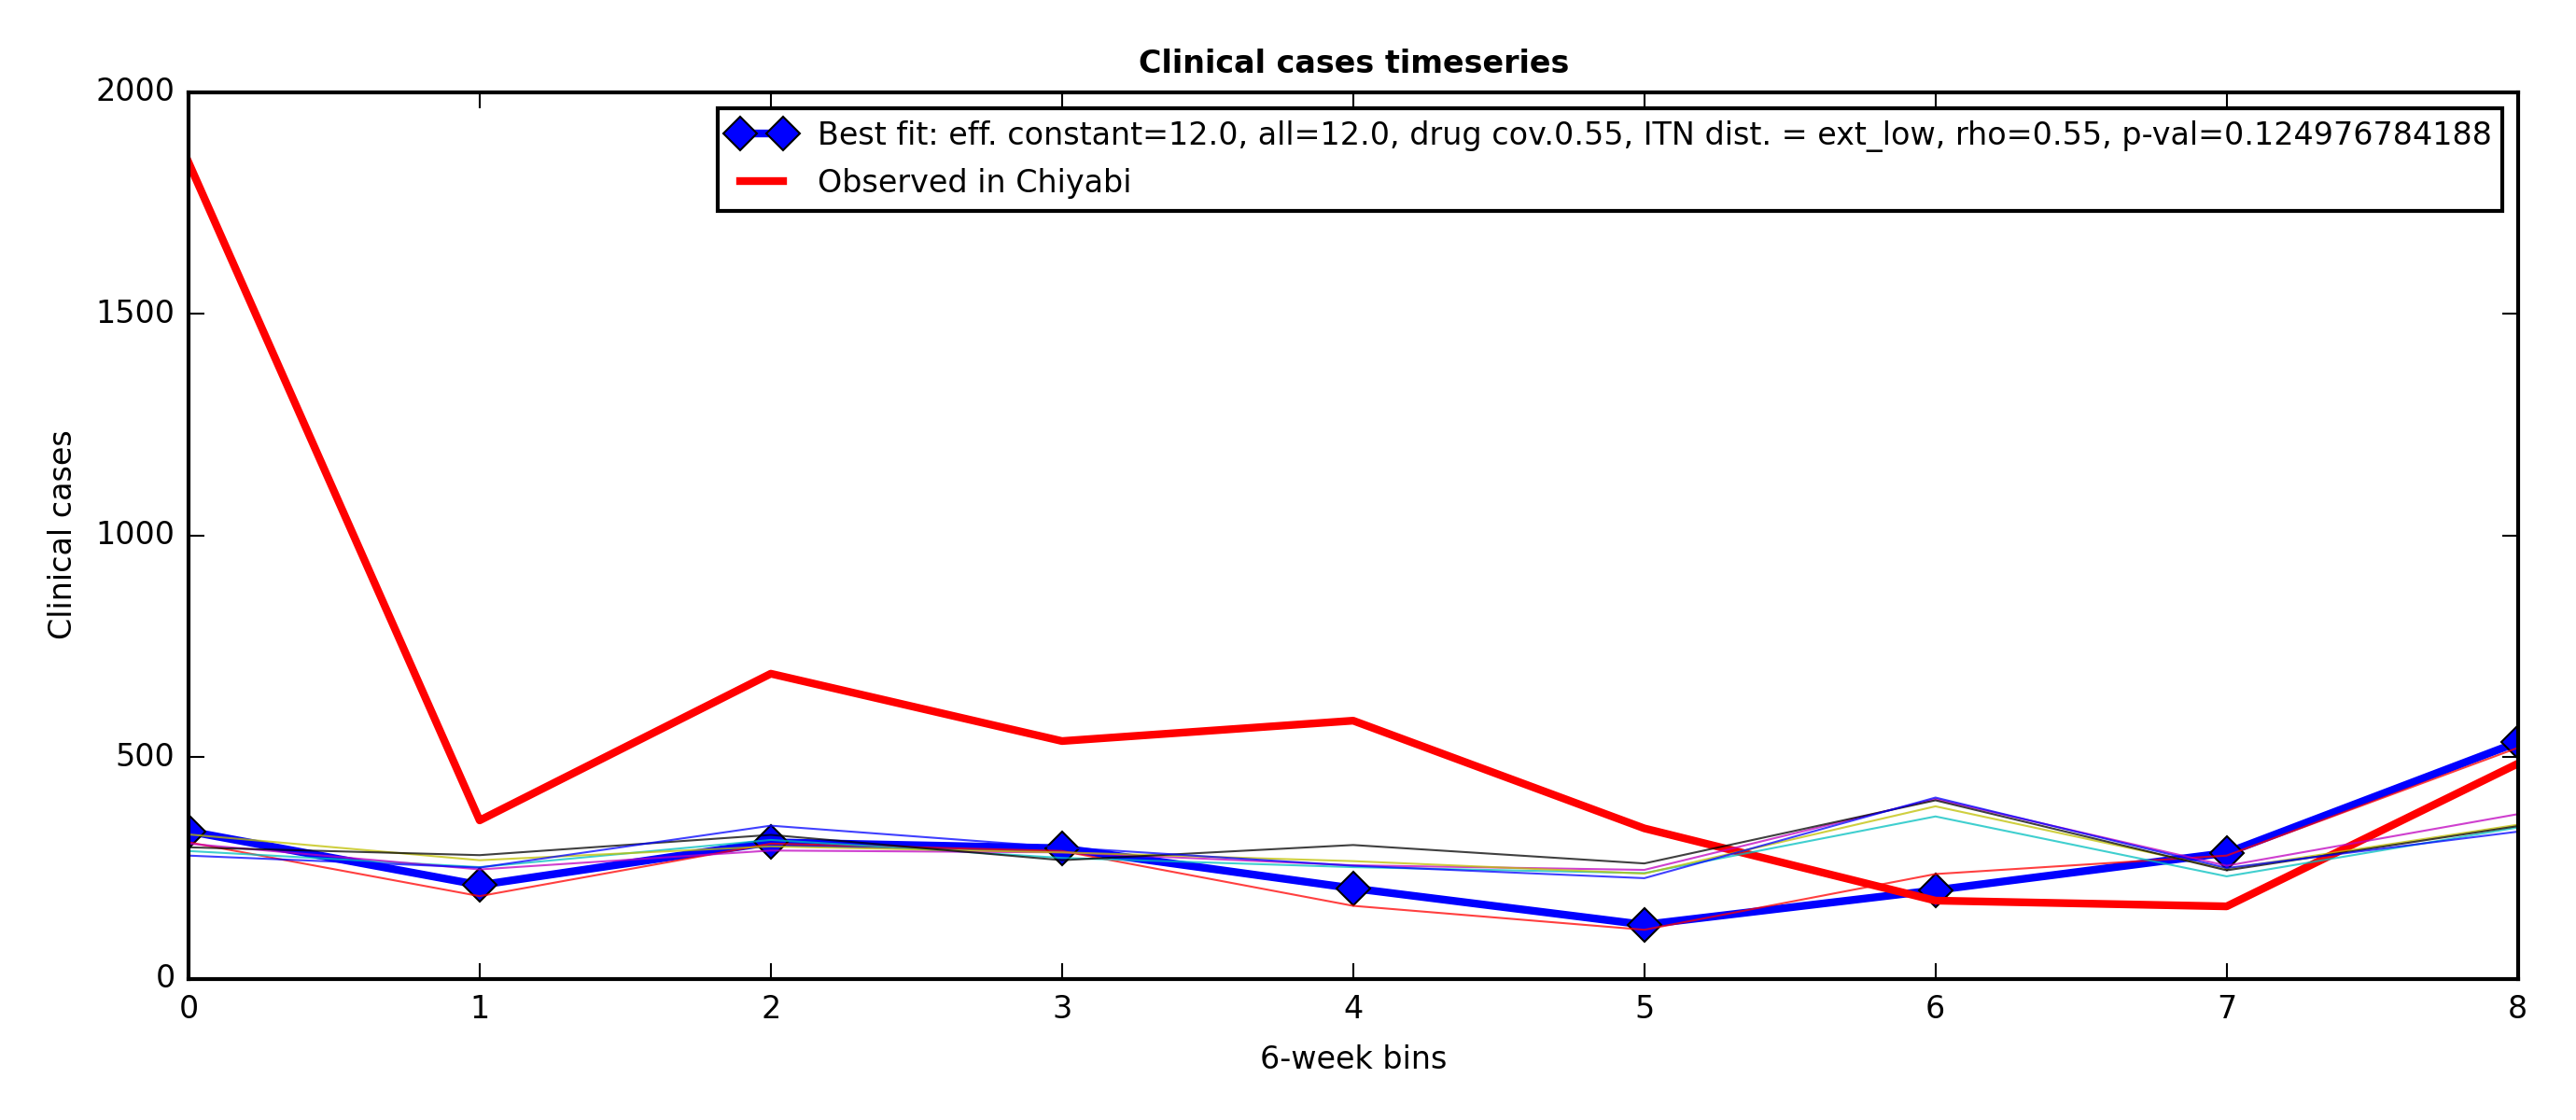 Clinical cases timeseries
2000
1500
1000
500
0
Clinical cases
Best fit: eff. constant=12.0, all=12.0, drug cov.0.55, ITN dist. = ext_low, rho=0.55, p-val=0.124976784188
Observed in Chiyabi
0 1 2 3 4 5 6 7 8
6-week bins